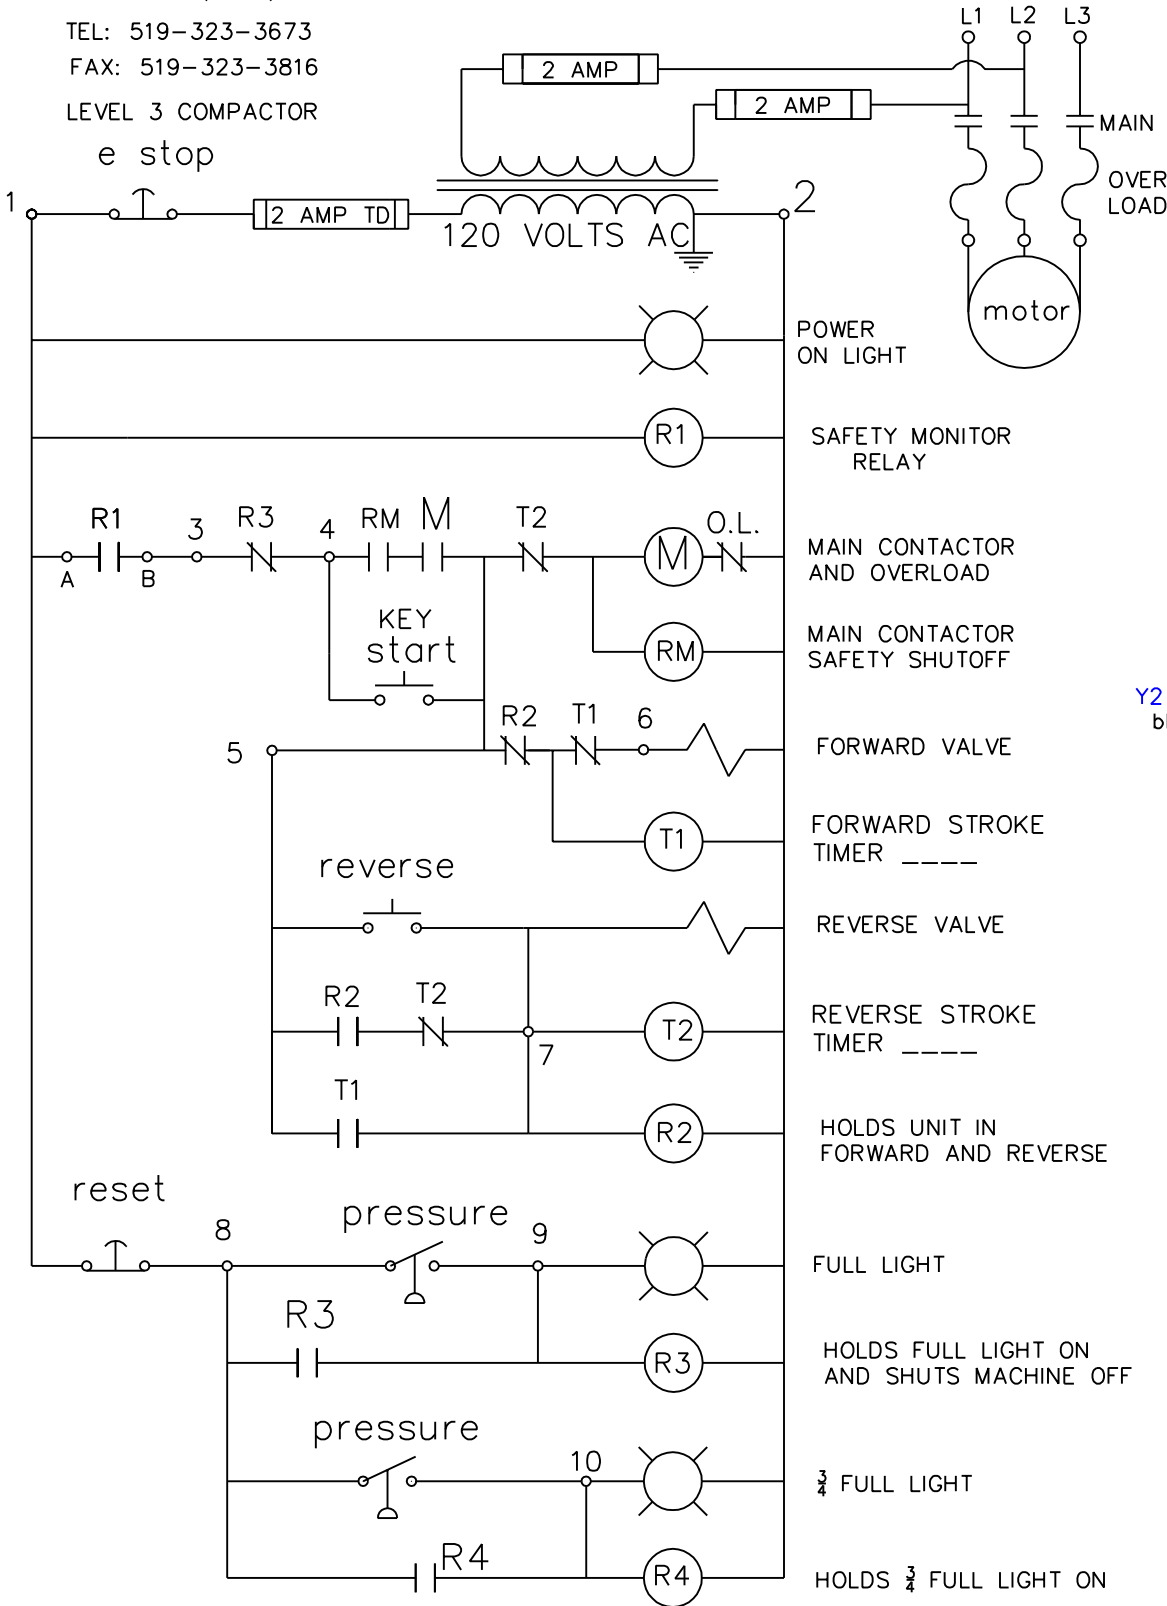 TEL: 519-323-3673
FAX: 519-323-3816
LEVEL 3 COMPACTOR
L1 L2 L3
2 AMP
2 AMP
MAIN
OVER
LOAD
e stop
1
2 AMP TD
2
120 VOLTS AC
motor
POWER
ON LIGHT
R1
SAFETY MONITOR
RELAY
R1
3
R3
4
RM
M
T2
O.L.
A
B
M
MAIN CONTACTOR
AND OVERLOAD
KEY
start
RM
MAIN CONTACTOR
SAFETY SHUTOFF
Y2
5
R2
T1
6
FORWARD VALVE
T1
FORWARD STROKE
TIMER ____
reverse
REVERSE VALVE
R2
T2
7
T2
REVERSE STROKE
TIMER ____
T1
R2
HOLDS UNIT IN
FORWARD AND REVERSE
reset
8
pressure
9
FULL LIGHT
R3
R3
HOLDS FULL LIGHT ON
AND SHUTS MACHINE OFF
pressure
10
¾ FULL LIGHT
R4
R4
HOLDS ¾ FULL LIGHT ON